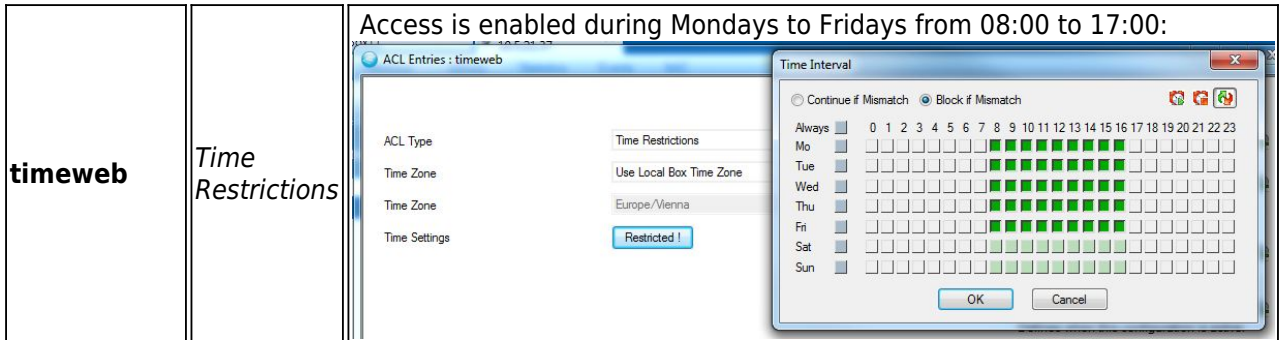 timeweb
Time
Restrictions
Access is enabled during Mondays to Fridays from 08:00 to 17:00:
ACL Entries : timeweb
ACL Type
Time Restrictions
Time Zone
Use Local Box Time Zone
Time Zone
Europe/Vienna
Time Settings
Restricted !
Time Interval
Continue if Mismatch Block if Mismatch
Always 0 1 2 3 4 5 6 7 8 9 10 11 12 13 14 15 16 17 18 19 20 21 22 23
Mo
Tue
Wed
Thu
Fri
Sat
Sun
OK Cancel